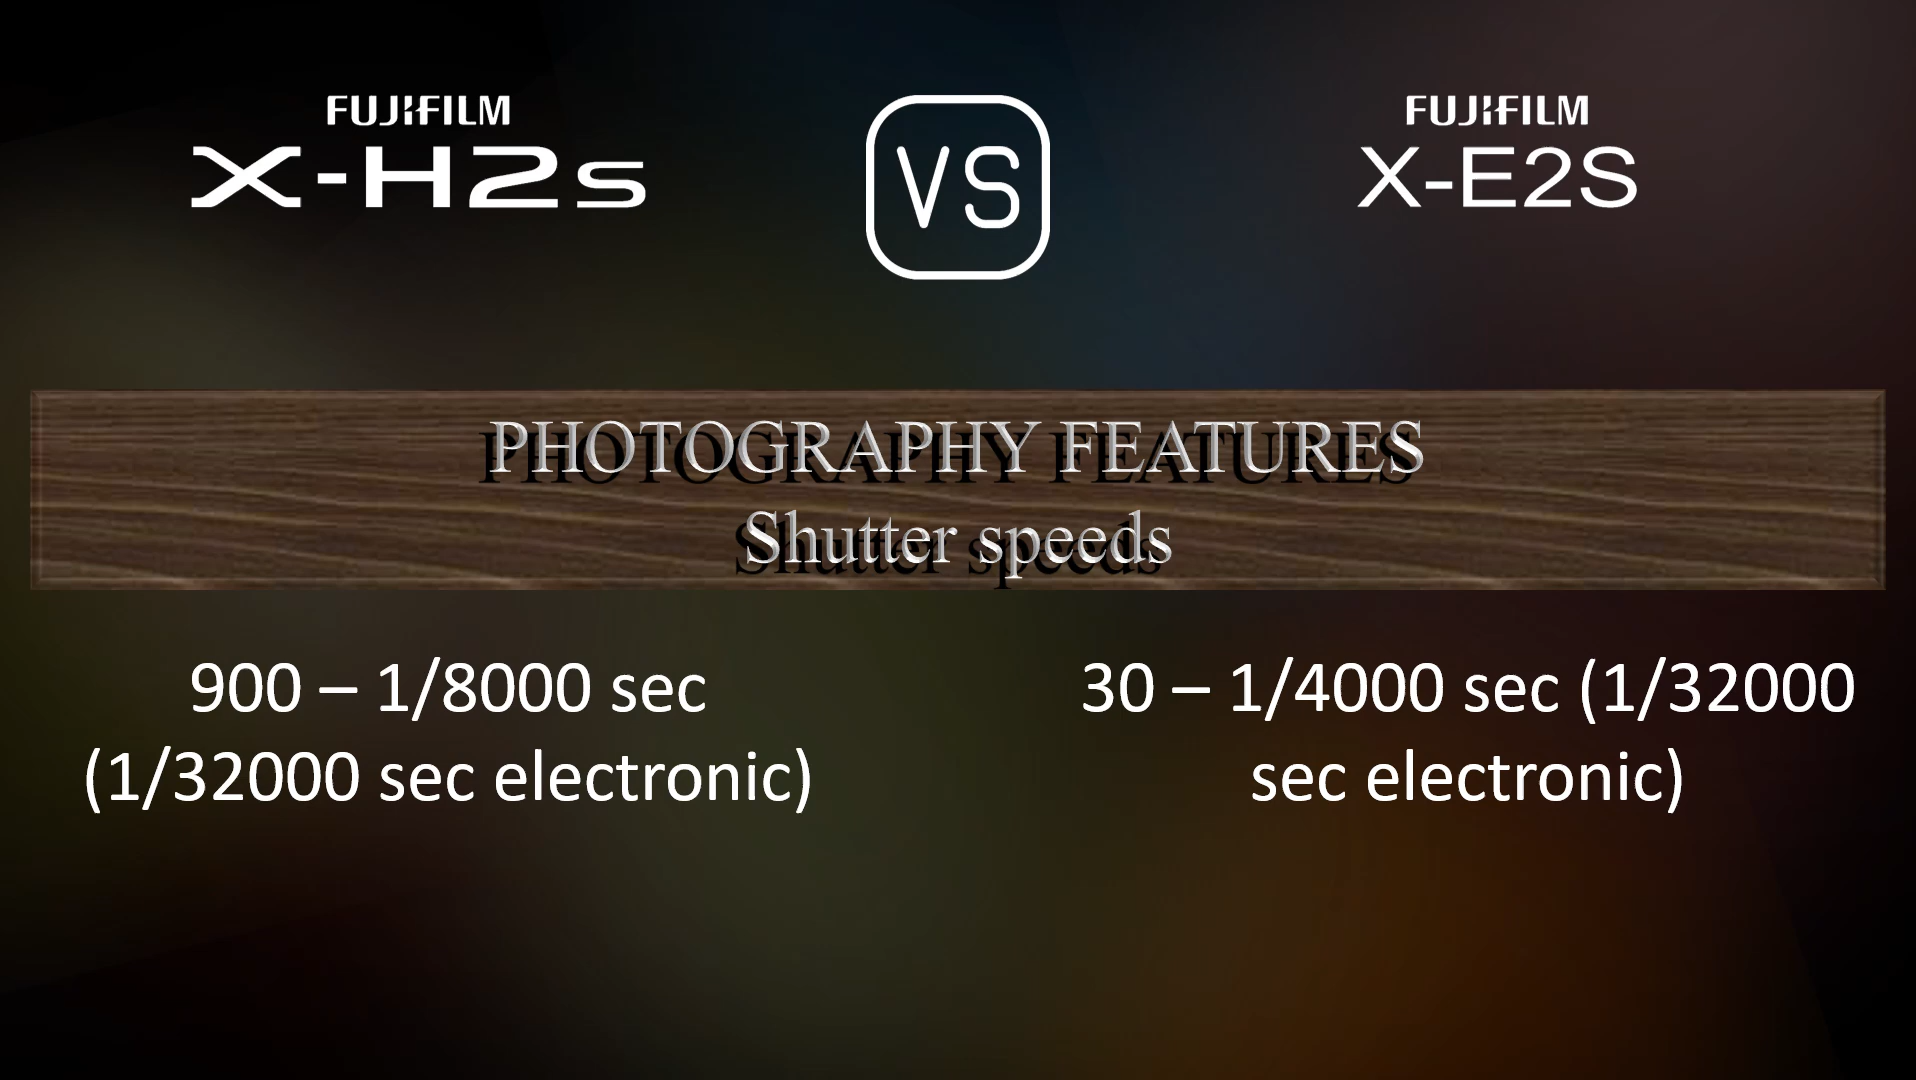 FUJIFILM
X-H2s
VS
FUJIFILM
X-E2S
PHOTOGRAPHY FEATURES
Shutter speeds
900 – 1/8000 sec
(1/32000 sec electronic)
30 – 1/4000 sec (1/32000
sec electronic)